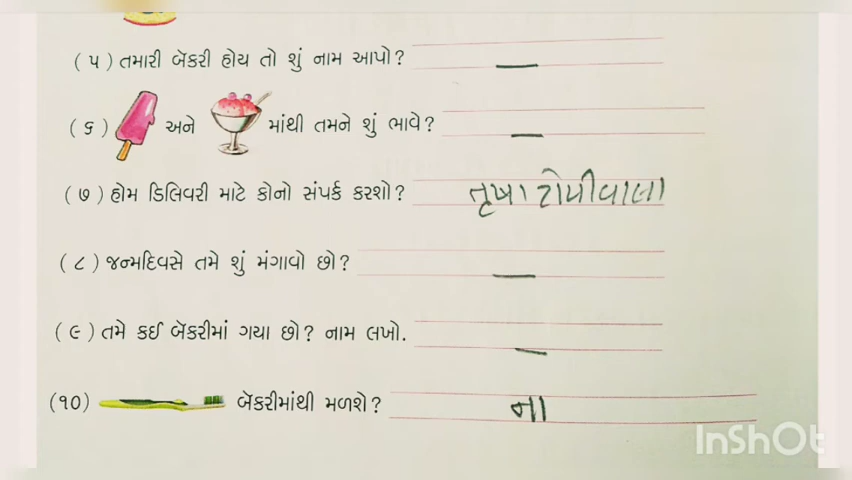 (૫) તમારી બૅકરી હોય તો શું નામ આપો? —
(૬) અને માંથી તમને શું ભાવે? —
(૭) હોમ ડિલિવરી માટે કોનો સંપર્ક કરશો? તૃષા ટોપીવાલા
(૮) જન્મદિવસે તમે શું મંગાવો છો? —
(૯) તમે કઈ બૅકરીમાં ગયા છો? નામ લખો. —
(૧૦) બૅકરીમાંથી મળશે? ના
InShOt